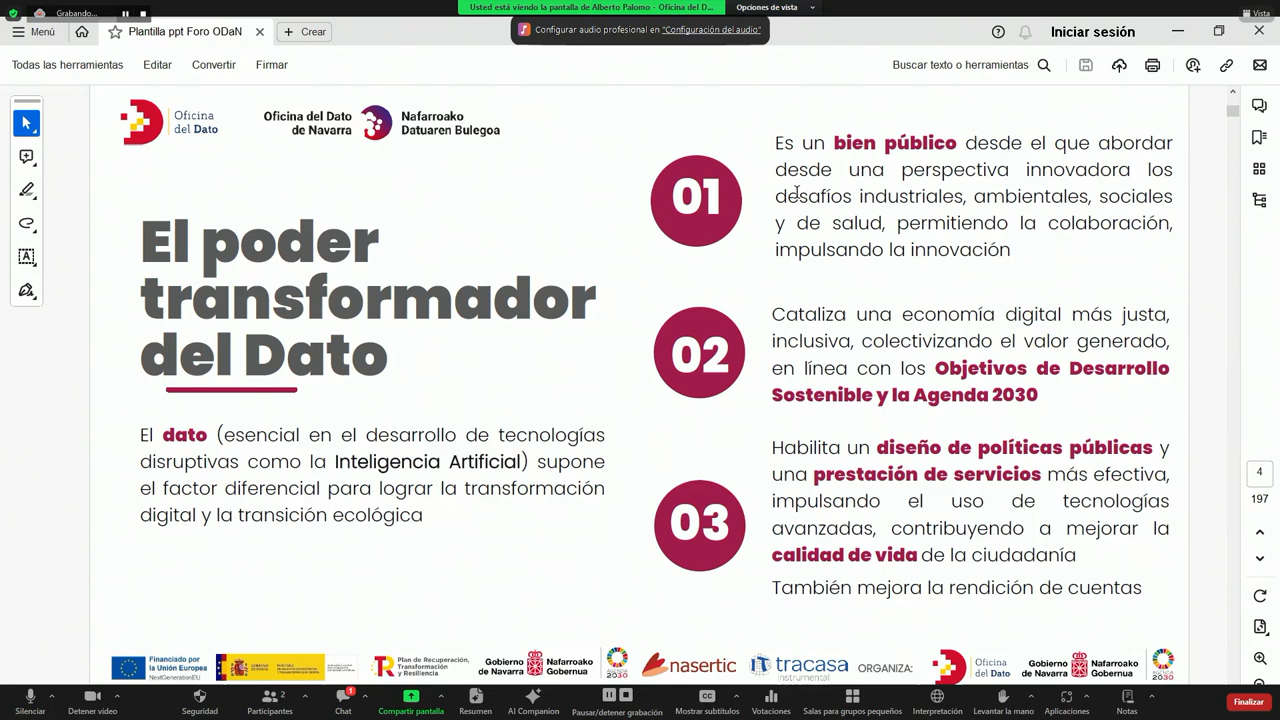 Grabando...
Usted está viendo la pantalla de Alberto Palomo - Oficina del D...
Opciones de vista
Vista
Menú
Plantilla ppt Foro ODaN
Crear
Configurar audio profesional en "Configuración del audio"
Iniciar sesión
Todas las herramientas
Editar
Convertir
Firmar
Buscar texto o herramientas
Oficina
del Dato
Oficina del Dato
de Navarra
Nafarroako
Datuaren Bulegoa
El poder
transformador
del Dato
El dato (esencial en el desarrollo de tecnologías
disruptivas como la Inteligencia Artificial) supone
el factor diferencial para lograr la transformación
digital y la transición ecológica
01
Es un bien público desde el que abordar
desde una perspectiva innovadora los
desafíos industriales, ambientales, sociales
y de salud, permitiendo la colaboración,
impulsando la innovación
02
Cataliza una economía digital más justa,
inclusiva, colectivizando el valor generado,
en línea con los Objetivos de Desarrollo
Sostenible y la Agenda 2030
03
Habilita un diseño de políticas públicas y
una prestación de servicios más efectiva,
impulsando el uso de tecnologías
avanzadas, contribuyendo a mejorar la
calidad de vida de la ciudadanía
También mejora la rendición de cuentas
4
197
Financiado por
la Unión Europea
NextGenerationEU
Plan de Recuperación,
Transformación
y Resiliencia
Gobierno
de Navarra
Nafarroako
Gobernua
AGENDA
2030
nasertic
tracasa
instrumental
ORGANIZA:
Oficina
del Dato
Gobierno
de Navarra
Nafarroako
Gobernua
AGENDA
2030
Silenciar
Detener vídeo
Seguridad
Participantes
2
Chat
1
Compartir pantalla
Resumen
AI Companion
Pausar/detener grabación
Mostrar subtítulos
Votaciones
Salas para grupos pequeños
Interpretación
Levantar la mano
Aplicaciones
Notas
Finalizar